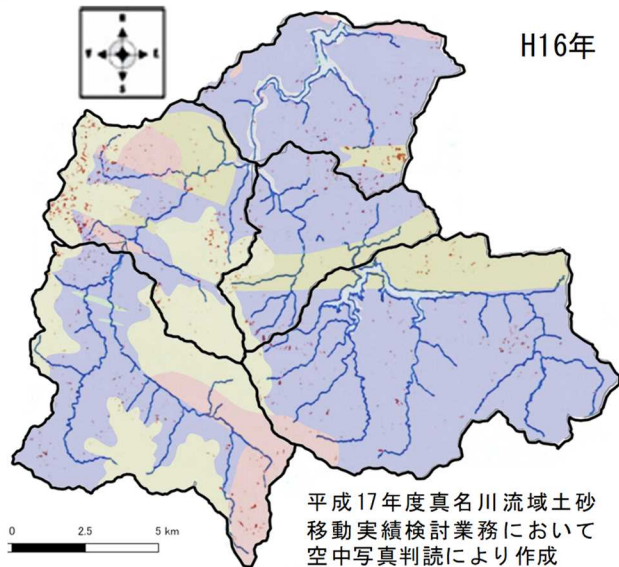 H16年
0 2.5 5 km
平成17年度真名川流域土砂
移動実績検討業務において
空中写真判読により作成